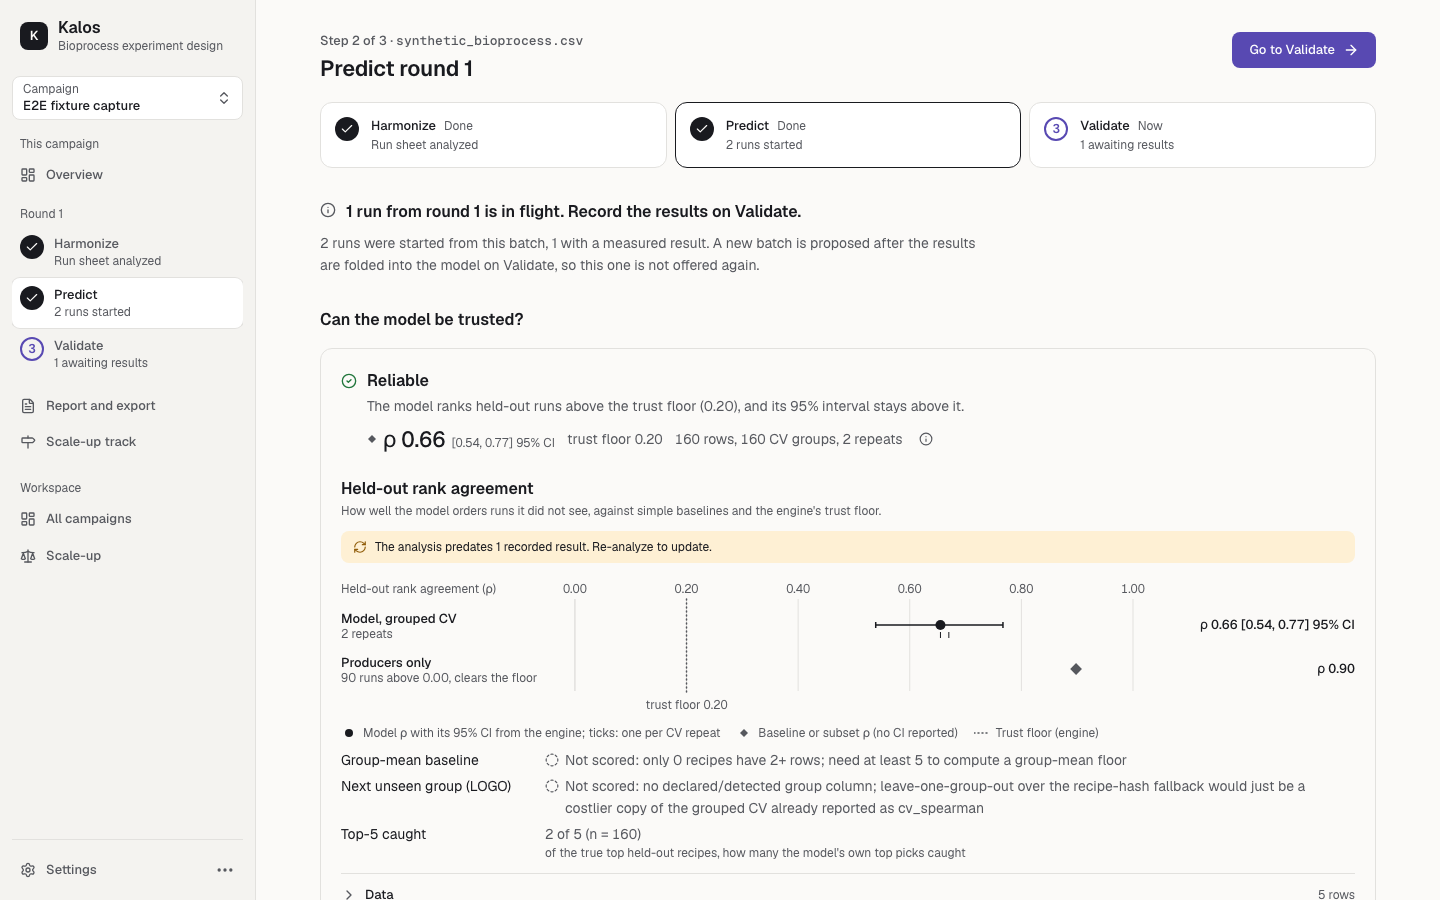 K
Kalos
Bioprocess experiment design
Campaign
E2E fixture capture
This campaign
Overview
Round 1
Harmonize
Run sheet analyzed
Predict
2 runs started
3
Validate
1 awaiting results
Report and export
Scale-up track
Workspace
All campaigns
Scale-up
Settings
Step 2 of 3 · synthetic_bioprocess.csv
Predict round 1
Go to Validate
Harmonize Done
Run sheet analyzed
Predict Done
2 runs started
3
Validate Now
1 awaiting results
1 run from round 1 is in flight. Record the results on Validate.
2 runs were started from this batch, 1 with a measured result. A new batch is proposed after the results
are folded into the model on Validate, so this one is not offered again.
Can the model be trusted?
Reliable
The model ranks held-out runs above the trust floor (0.20), and its 95% interval stays above it.
ρ 0.66 [0.54, 0.77] 95% CI trust floor 0.20 160 rows, 160 CV groups, 2 repeats
Held-out rank agreement
How well the model orders runs it did not see, against simple baselines and the engine's trust floor.
The analysis predates 1 recorded result. Re-analyze to update.
Held-out rank agreement (ρ) 0.00 0.20 0.40 0.60 0.80 1.00
Model, grouped CV
2 repeats
ρ 0.66 [0.54, 0.77] 95% CI
Producers only
90 runs above 0.00, clears the floor
ρ 0.90
trust floor 0.20
Model ρ with its 95% CI from the engine; ticks: one per CV repeat Baseline or subset ρ (no CI reported) Trust floor (engine)
Group-mean baseline Not scored: only 0 recipes have 2+ rows; need at least 5 to compute a group-mean floor
Next unseen group (LOGO) Not scored: no declared/detected group column; leave-one-group-out over the recipe-hash fallback would just be a
costlier copy of the grouped CV already reported as cv_spearman
Top-5 caught 2 of 5 (n = 160)
of the true top held-out recipes, how many the model's own top picks caught
Data 5 rows